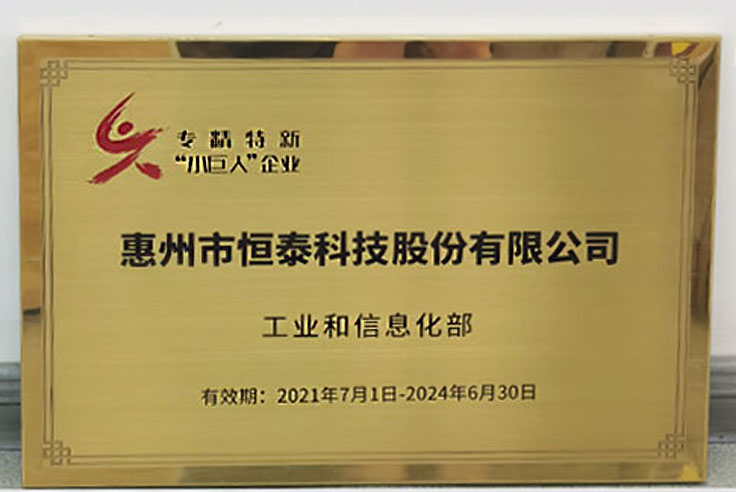 专精特新
“小巨人”企业
惠州市恒泰科技股份有限公司
工业和信息化部
有效期：2021年7月1日-2024年6月30日